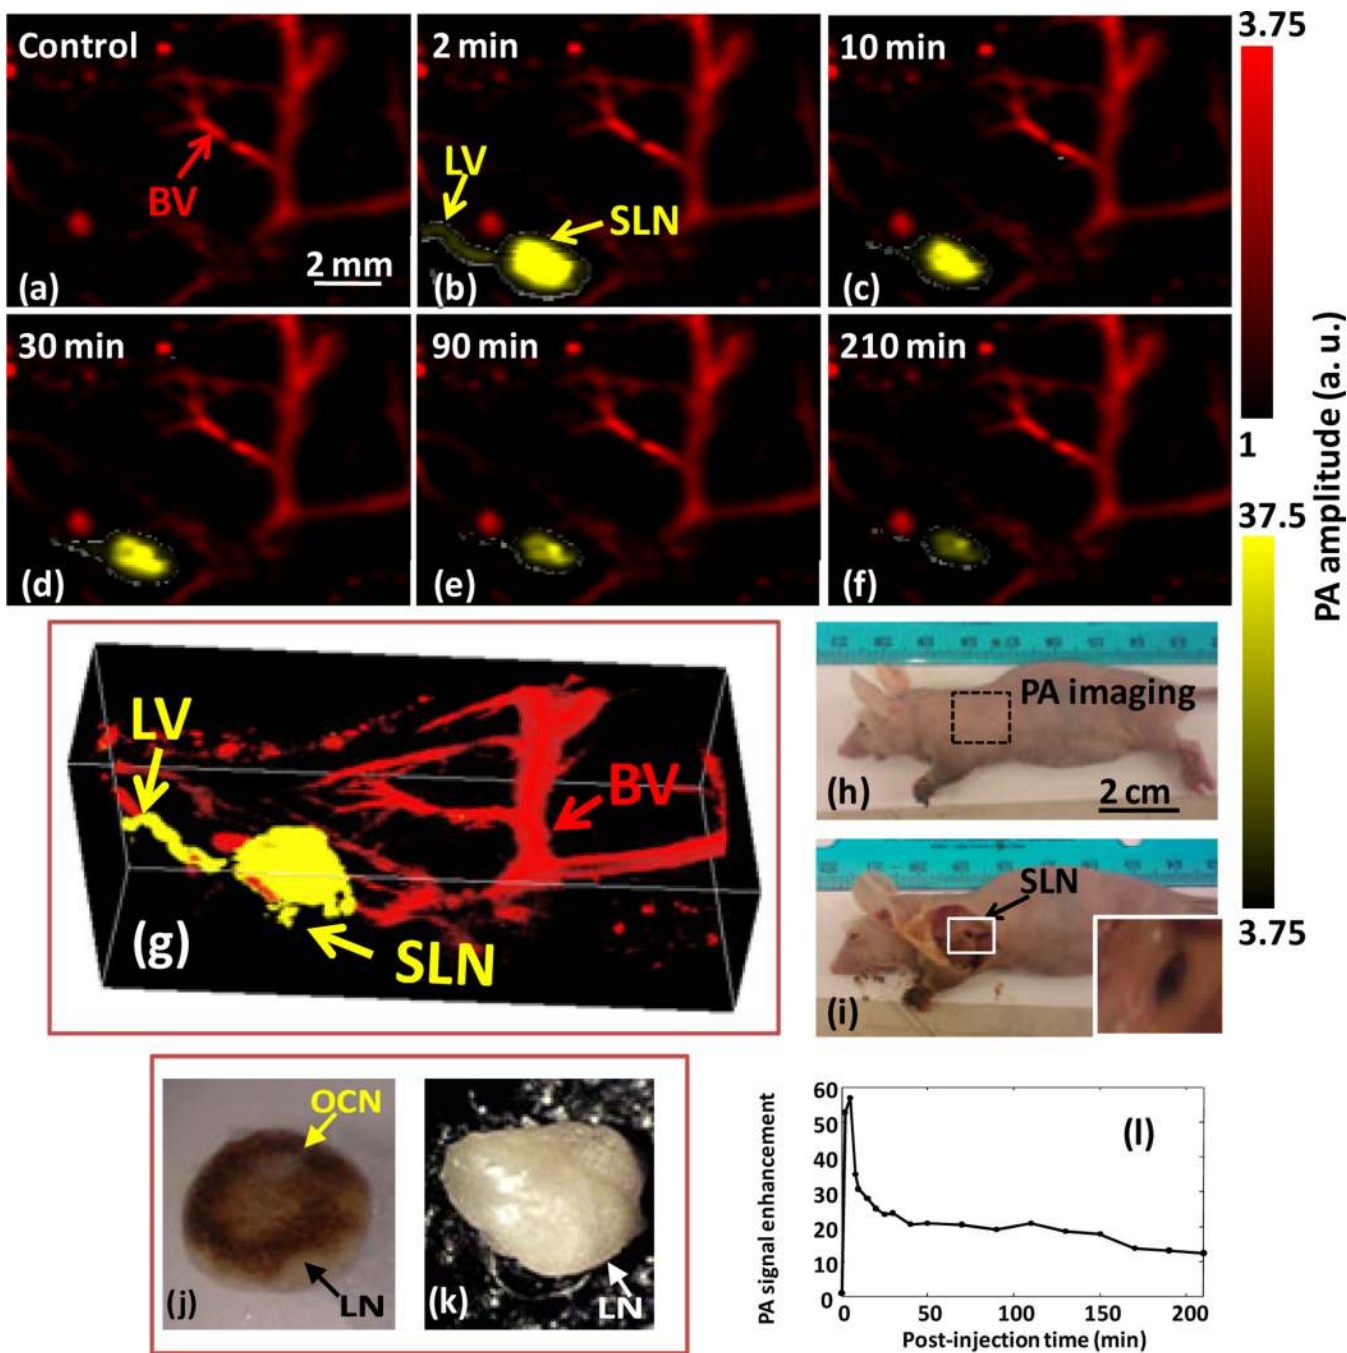 Control
BV
2 mm
(a)
2 min
LV
SLN
(b)
10 min
(c)
3.75
1
30 min
(d)
90 min
(e)
210 min
(f)
37.5
3.75
PA amplitude (a. u.)
LV
BV
SLN
(g)
PA imaging
2 cm
(h)
SLN
(i)
OCN
LN
(j)
LN
(k)
(l)
PA signal enhancement
60
50
40
30
20
10
0
0 50 100 150 200
Post-injection time (min)